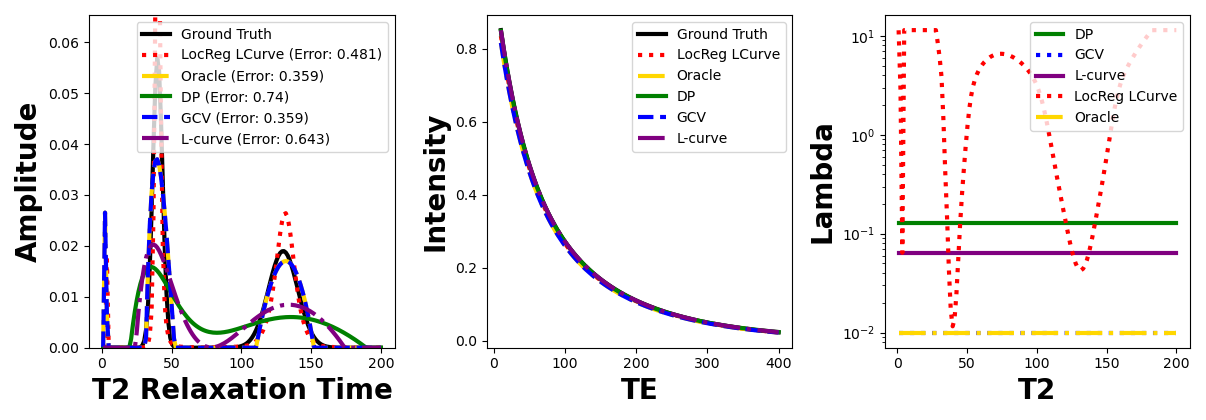 Amplitude
0.06
0.05
0.04
0.03
0.02
0.01
0.00
0
50
100
150
200
T2 Relaxation Time
Ground Truth
LocReg LCurve (Error: 0.481)
Oracle (Error: 0.359)
DP (Error: 0.74)
GCV (Error: 0.359)
L-curve (Error: 0.643)
Intensity
0.8
0.6
0.4
0.2
0.0
0
100
200
300
400
TE
Ground Truth
LocReg LCurve
Oracle
DP
GCV
L-curve
Lambda
10¹
10⁰
10⁻¹
10⁻²
0
50
100
150
200
T2
DP
GCV
L-curve
LocReg LCurve
Oracle